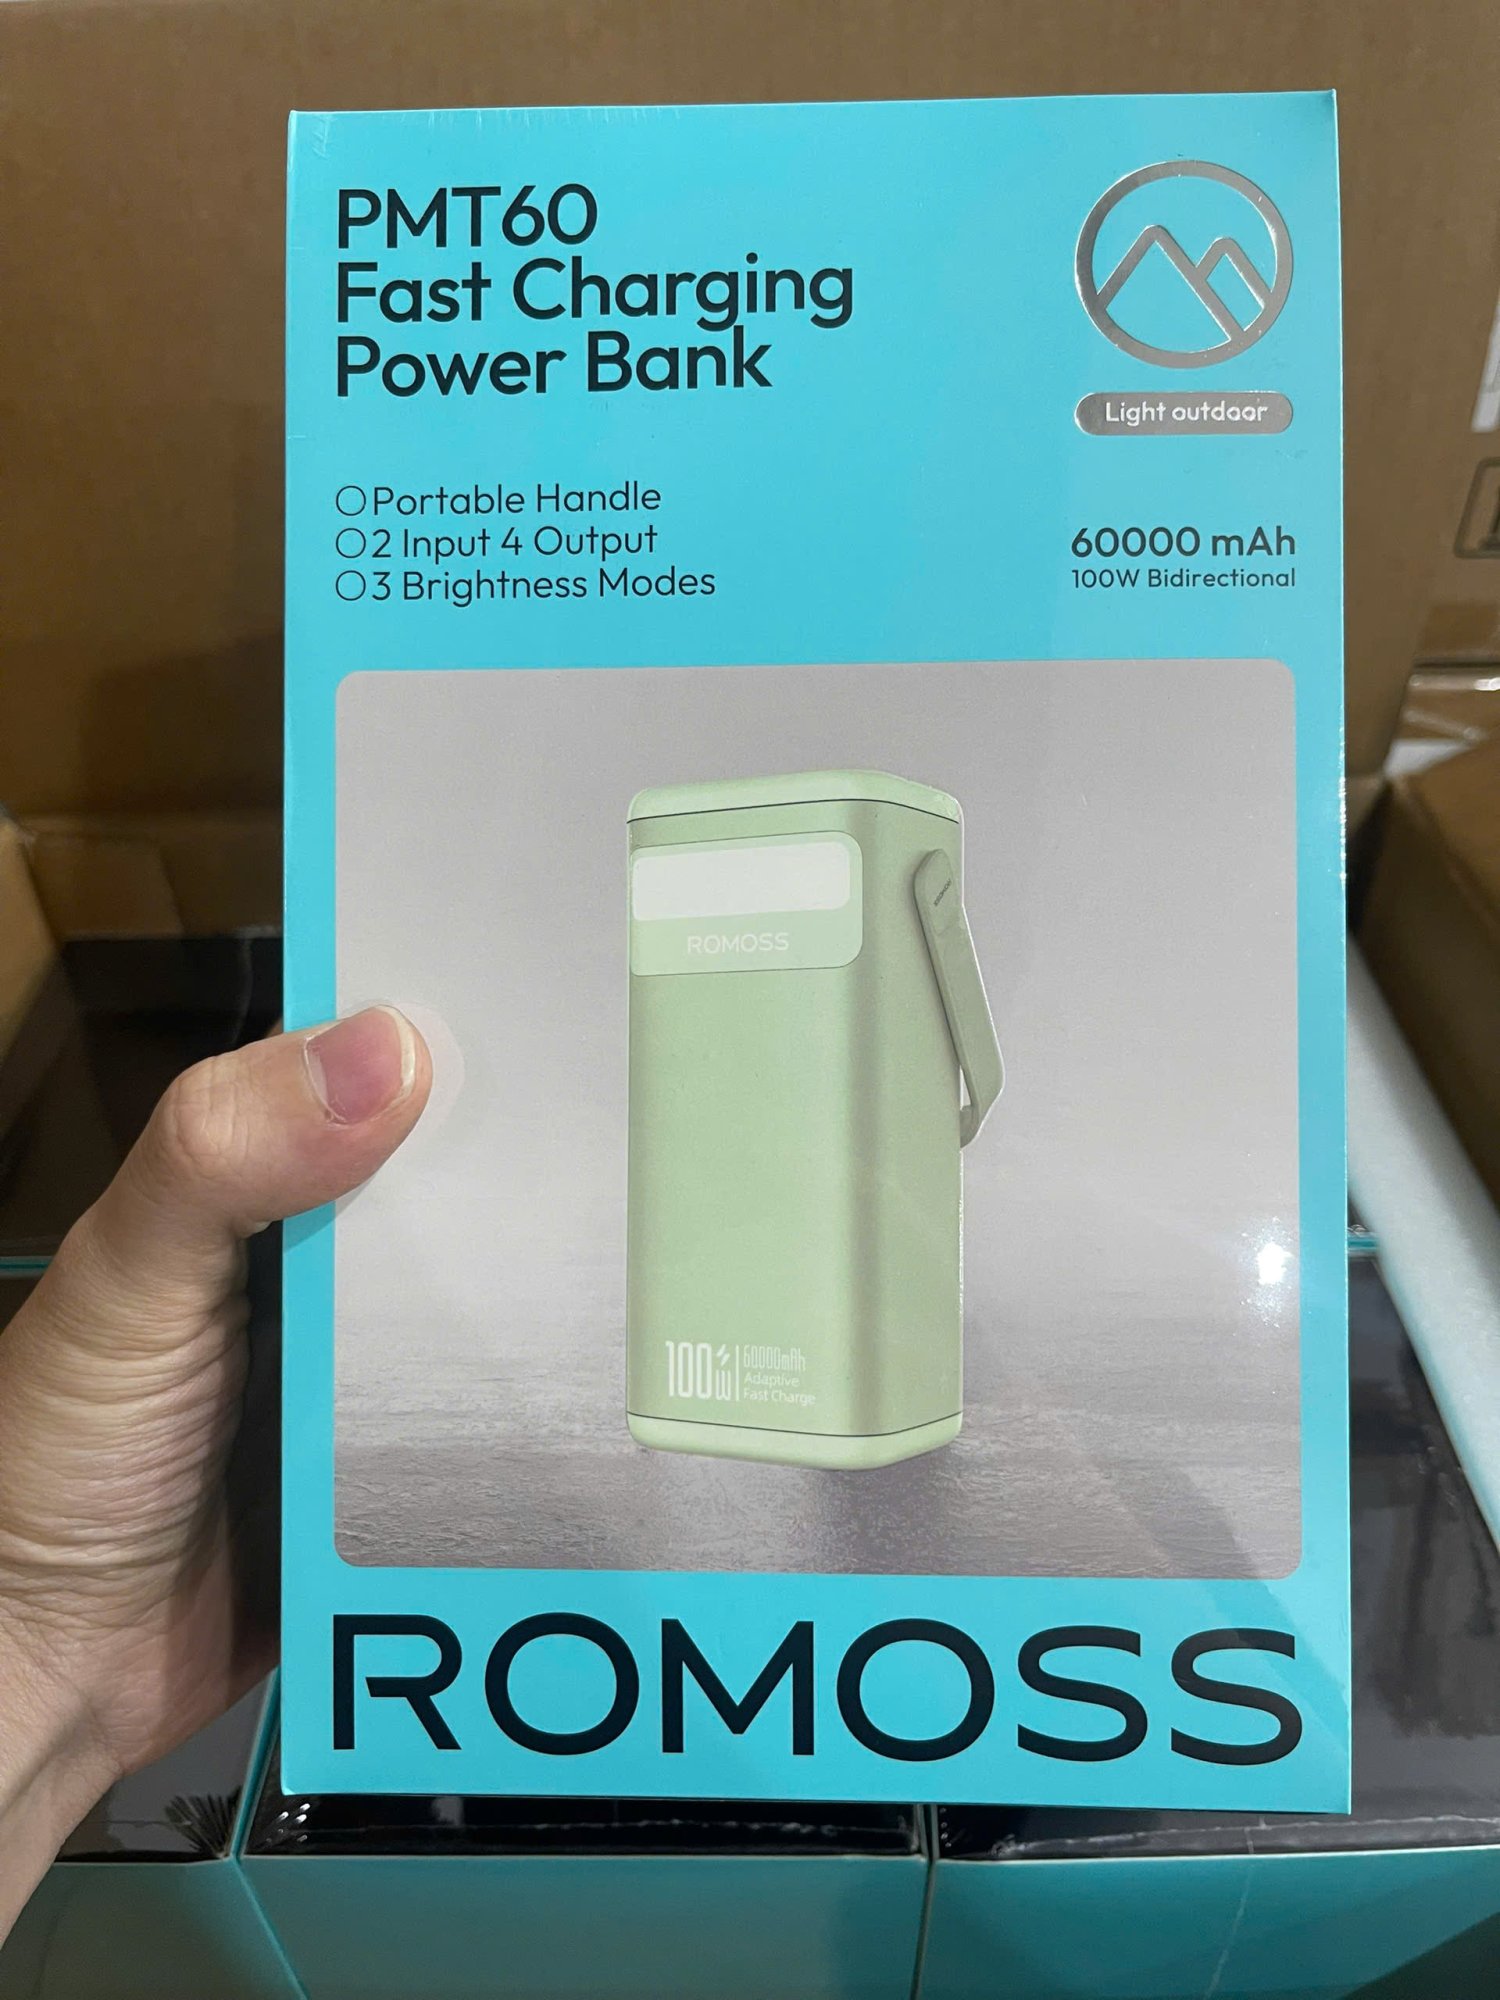 PMT60
Fast Charging
Power Bank
Light outdoor
Portable Handle
2 Input 4 Output
3 Brightness Modes
60000 mAh
100W Bidirectional
ROMOSS
ROMOSS
100W
60000mAh
Adaptive
Fast Charge
ROMOSS